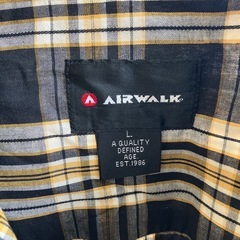 AIRWALK
L
A QUALITY
DEFINED
AGE.
EST.1986